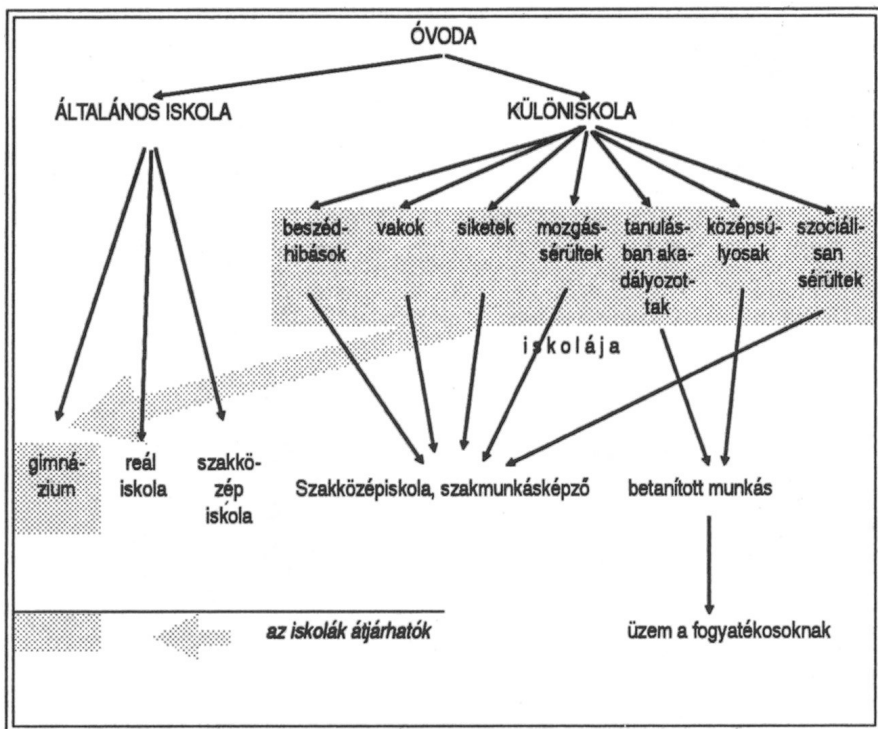 ÓVODA
ÁLTALÁNOS ISKOLA
KÜLÖNISKOLA
beszéd-
hibások
vakok
siketek
mozgás-
sérültek
tanulás-
ban aka-
dályozot-
tak
középsú-
lyosak
szociáli-
san
sérültek
iskolája
gimná-
zium
reál
iskola
szakkö-
zép
iskola
Szakközépiskola, szakmunkásképző
betanított munkás
az iskolák átjárhatók
üzem a fogyatékosoknak